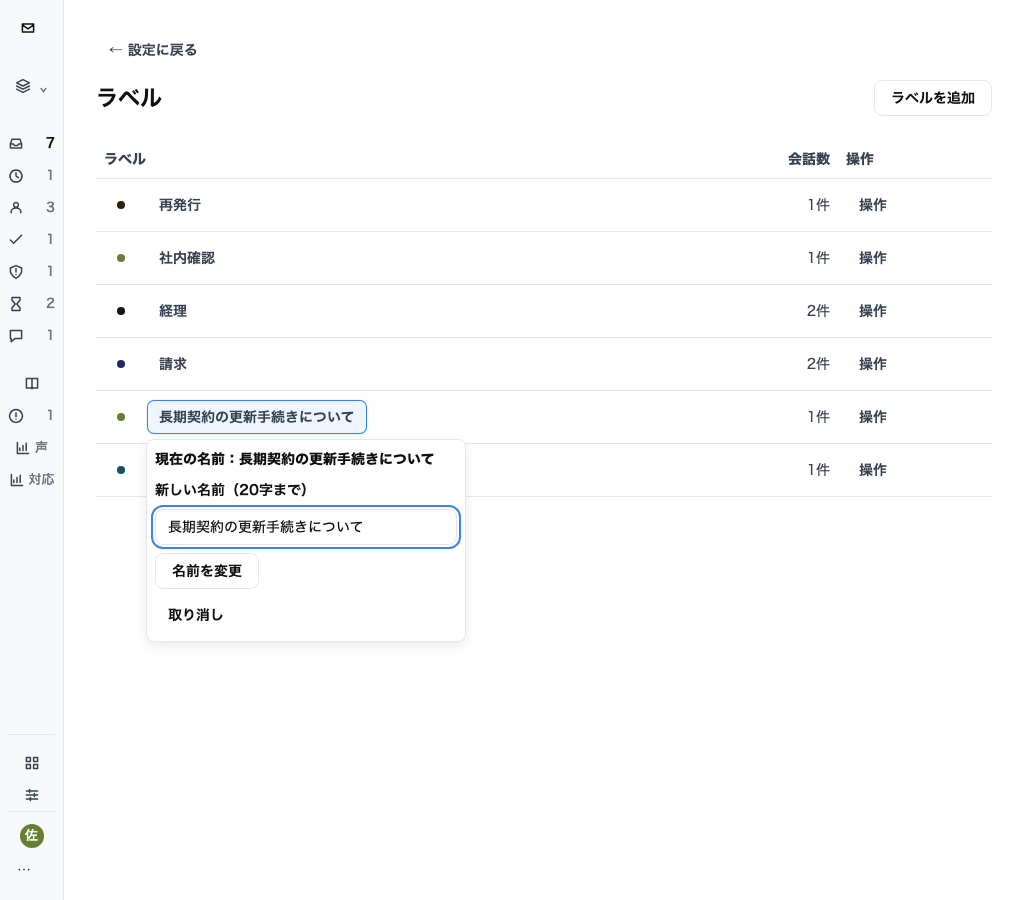 ← 設定に戻る
ラベル
ラベルを追加
ラベル 会話数 操作
再発行 1件 操作
社内確認 1件 操作
経理 2件 操作
請求 2件 操作
長期契約の更新手続きについて 1件 操作
1件 操作
現在の名前：長期契約の更新手続きについて
新しい名前（20字まで）
長期契約の更新手続きについて
名前を変更
取り消し
7
1
3
1
1
2
1
1
声
対応
佐
…